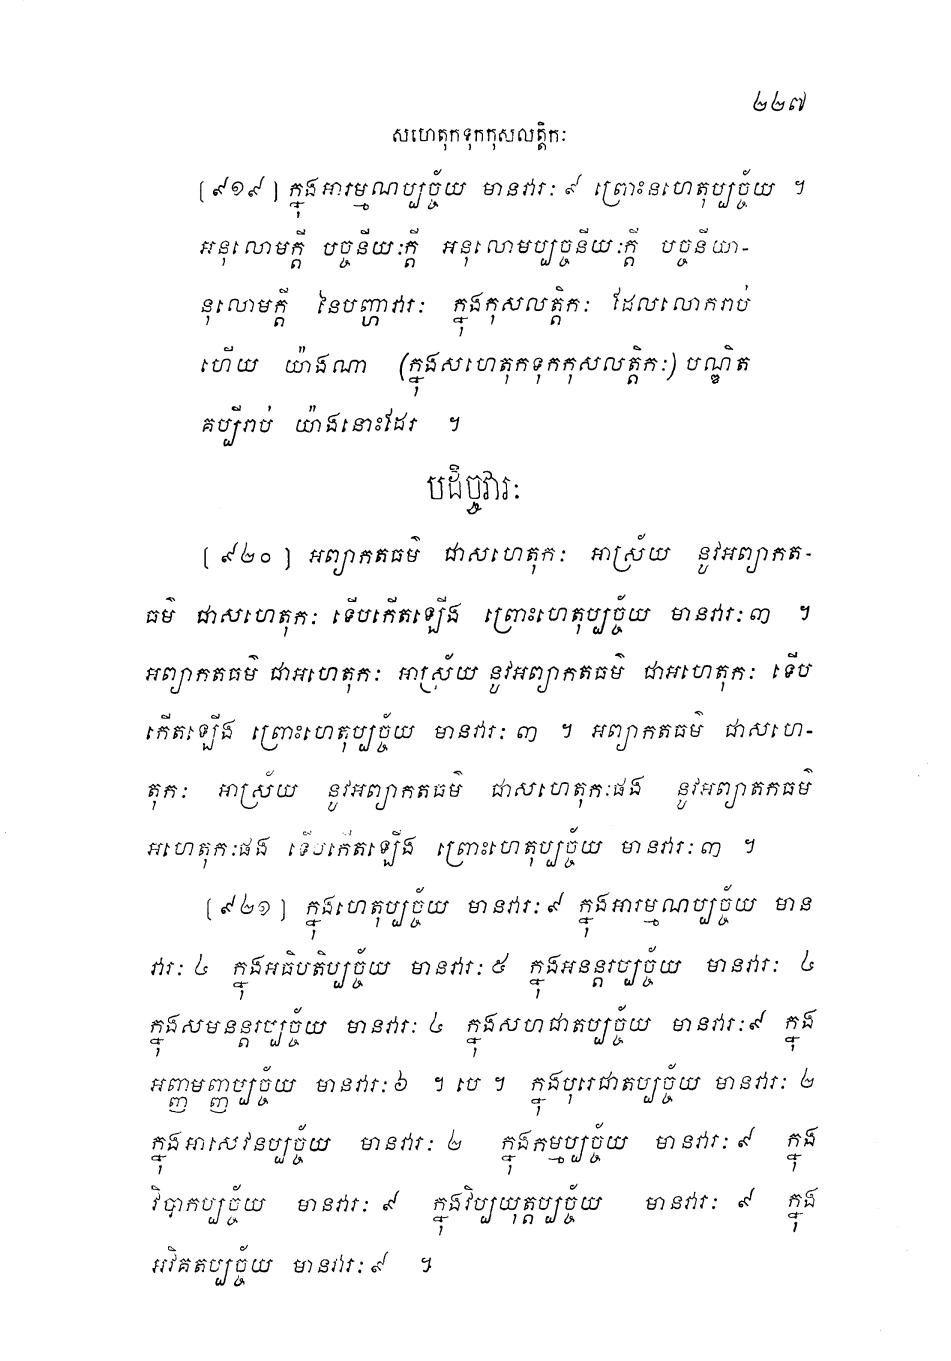 ២២៧
សហេតុកទុកកុសលត្តិកៈ
[៩១៩] ក្នុងអារម្មណប្បច្ច័យ មានវារៈ ៩ ព្រោះនហេតុប្បច្ច័យ ។
អនុលោមក្តី បច្ចនីយៈក្តី អនុលោមប្បច្ចនីយៈក្តី បច្ចនីយា-
នុលោមក្តី នៃបញ្ហាវារៈ ក្នុងកុសលត្តិកៈ ដែលលោករាប់
ហើយ យ៉ាងណា (ក្នុងសហេតុកទុកកុសលត្តិកៈ) បណ្ឌិត
គប្បីរាប់ យ៉ាងនោះដែរ ។
បដិច្ចវារៈ
[៩២០] អព្យាកតធម៌ ជាសហេតុកៈ អាស្រ័យ នូវអព្យាកត-
ធម៌ ជាសហេតុកៈ ទើបកើតឡើង ព្រោះហេតុប្បច្ច័យ មានវារៈ ៣ ។
អព្យាកតធម៌ ជាអហេតុកៈ អាស្រ័យ នូវអព្យាកតធម៌ ជាអហេតុកៈ ទើប
កើតឡើង ព្រោះហេតុប្បច្ច័យ មានវារៈ ៣ ។ អព្យាកតធម៌ ជាសហេ-
តុកៈ អាស្រ័យ នូវអព្យាកតធម៌ ជាសហេតុកៈផង នូវអព្យាតកធម៌
អហេតុកៈផង ទើបកើតឡើង ព្រោះហេតុប្បច្ច័យ មានវារៈ ៣ ។
[៩២១] ក្នុងហេតុប្បច្ច័យ មានវារៈ ៩ ក្នុងអារម្មណប្បច្ច័យ មាន
វារៈ ៤ ក្នុងអធិបតិប្បច្ច័យ មានវារៈ ៥ ក្នុងអនន្តរប្បច្ច័យ មានវារៈ ៤
ក្នុងសមនន្តរប្បច្ច័យ មានវារៈ ៤ ក្នុងសហជាតប្បច្ច័យ មានវារៈ ៩ ក្នុង
អញ្ញមញ្ញប្បច្ច័យ មានវារៈ ៦ ។ បេ ។ ក្នុងបុរេជាតប្បច្ច័យ មានវារៈ ២
ក្នុងអាសេវនប្បច្ច័យ មានវារៈ ២ ក្នុងកម្មប្បច្ច័យ មានវារៈ ៩ ក្នុង
វិបាកប្បច្ច័យ មានវារៈ ៩ ក្នុងវិប្បយុត្តប្បច្ច័យ មានវារៈ ៩ ក្នុង
អវិគតប្បច្ច័យ មានវារៈ ៩ ។